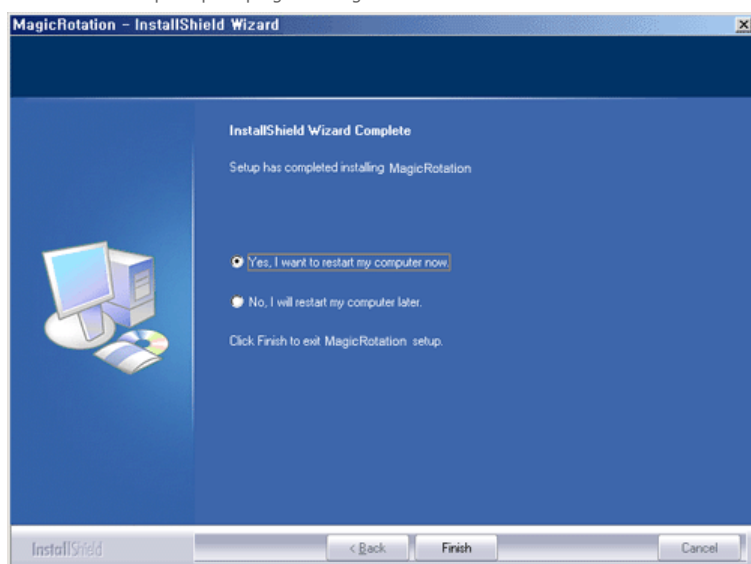 MagicRotation - InstallShield Wizard
InstallShield Wizard Complete
Setup has completed installing MagicRotation
Yes, I want to restart my computer now.
No, I will restart my computer later.
Click Finish to exit MagicRotation setup.
InstallShield
< Back
Finish
Cancel